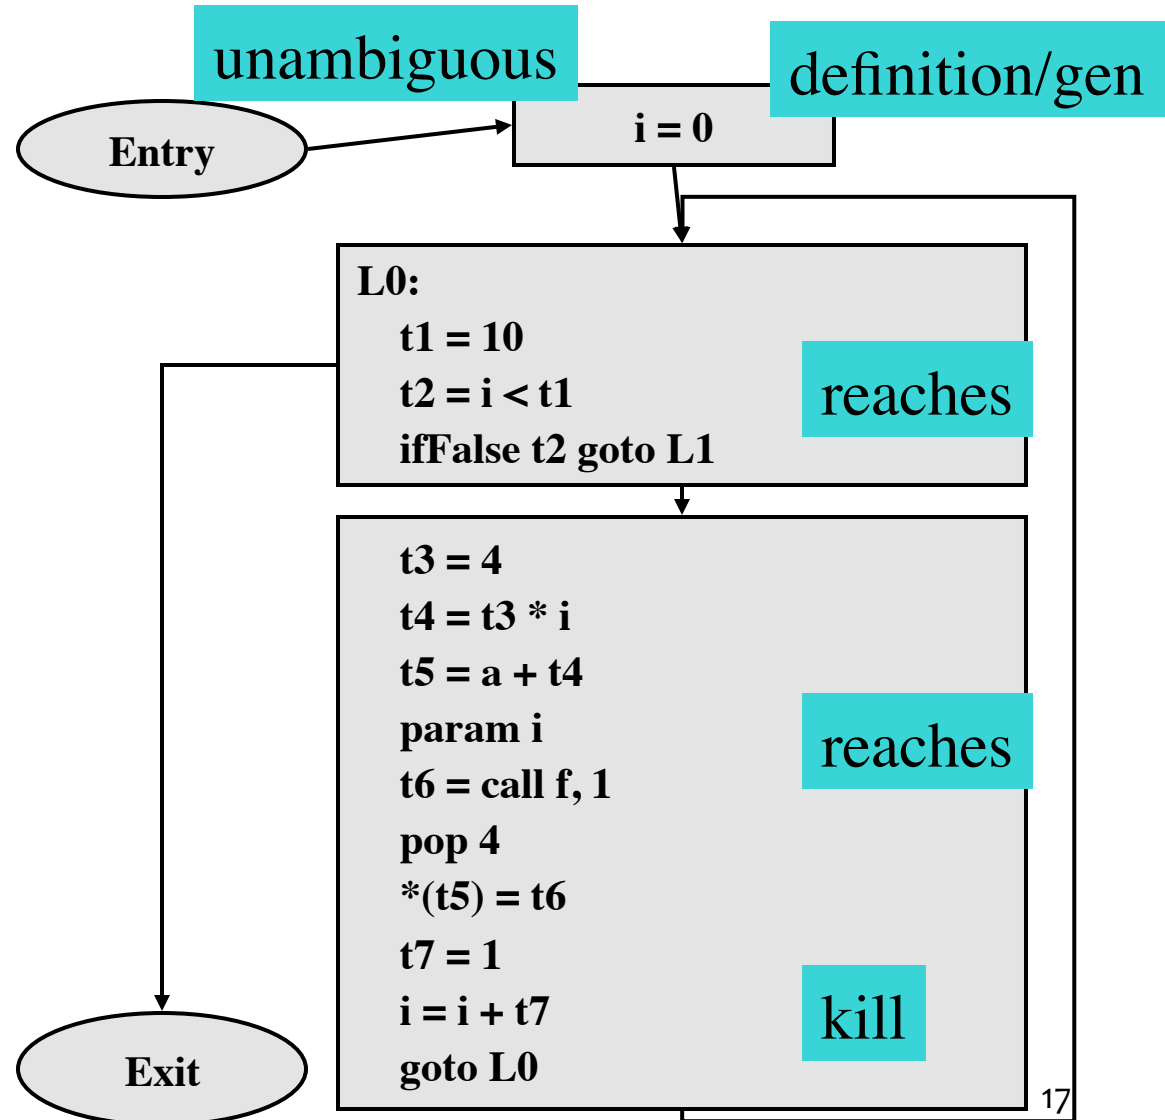 unambiguous
definition/gen
Entry
i = 0
L0:
t1 = 10
t2 = i < t1
reaches
ifFalse t2 goto L1
t3 = 4
t4 = t3 * i
t5 = a + t4
param i
reaches
t6 = call f, 1
pop 4
*(t5) = t6
t7 = 1
i = i + t7
kill
goto L0
Exit
17